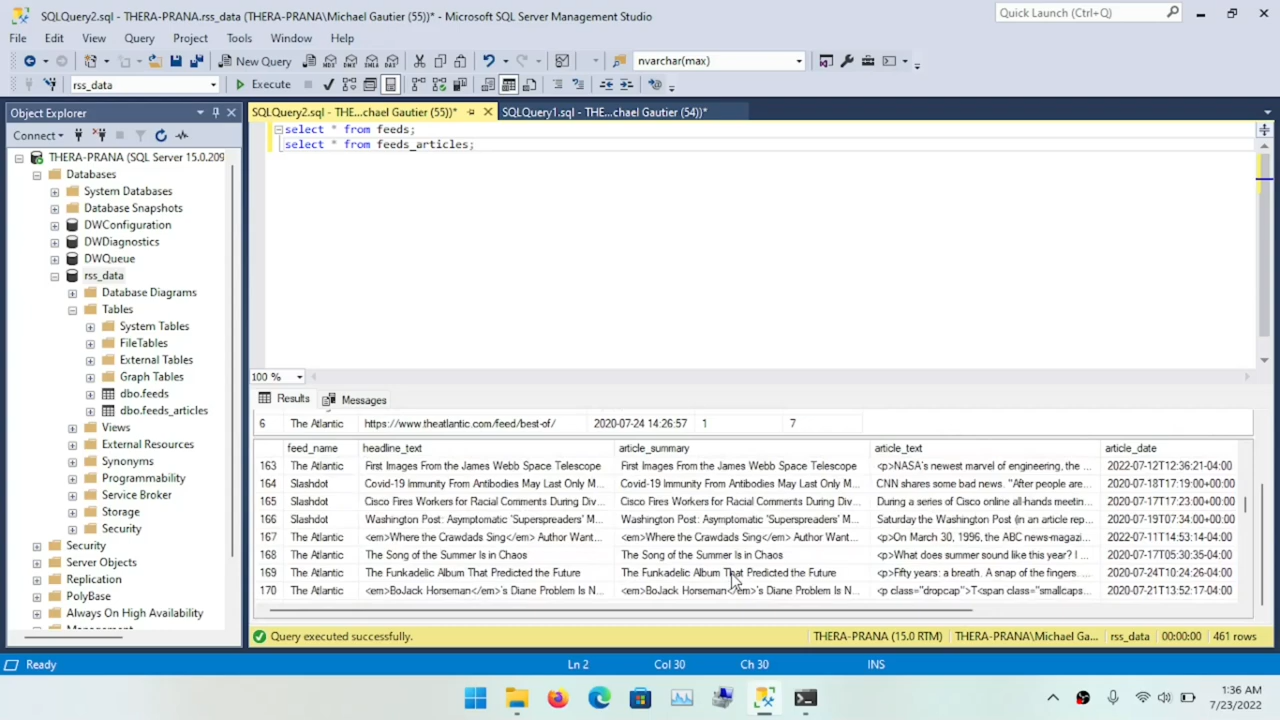 SQLQuery2.sql - THERA-PRANA.rss_data (THERA-PRANA\Michael Gautier (55))* - Microsoft SQL Server Management Studio
Quick Launch (Ctrl+Q)
File Edit View Query Project Tools Window Help
New Query
MDX DMX XMLA DAX
nvarchar(max)
rss_data
Execute
Object Explorer
SQLQuery2.sql - THE...chael Gautier (55))*
SQLQuery1.sql - THE...chael Gautier (54))*
Connect
THERA-PRANA (SQL Server 15.0.209
Databases
System Databases
Database Snapshots
DWConfiguration
DWDiagnostics
DWQueue
rss_data
Database Diagrams
Tables
System Tables
FileTables
External Tables
Graph Tables
dbo.feeds
dbo.feeds_articles
Views
External Resources
Synonyms
Programmability
Service Broker
Storage
Security
Security
Server Objects
Replication
PolyBase
Always On High Availability
Management
select * from feeds;
select * from feeds_articles;
100 %
Results Messages
6 The Atlantic https://www.theatlantic.com/feed/best-of/ 2020-07-24 14:26:57 1 7
feed_name headline_text article_summary article_text article_date
163 The Atlantic First Images From the James Webb Space Telescope First Images From the James Webb Space Telescope <p>NASA's newest marvel of engineering, the ... 2022-07-12T12:36:21-04:00
164 Slashdot Covid-19 Immunity From Antibodies May Last Only M... Covid-19 Immunity From Antibodies May Last Only M... CNN shares some bad news. "After people are... 2020-07-18T17:19:00+00:00
165 Slashdot Cisco Fires Workers for Racial Comments During Div... Cisco Fires Workers for Racial Comments During Div... During a series of Cisco online all-hands meetin... 2020-07-19T17:23:00+00:00
166 Slashdot Washington Post: Asymptomatic 'Superspreaders' M... Washington Post: Asymptomatic 'Superspreaders' M... Saturday the Washington Post (in an article rep... 2020-07-19T07:34:00+00:00
167 The Atlantic <em>Where the Crawdads Sing</em> Author Want... <em>Where the Crawdads Sing</em> Author Want... <p>On March 30, 1996, the ABC news-magazi... 2022-07-11T14:53:14-04:00
168 The Atlantic The Song of the Summer Is in Chaos The Song of the Summer Is in Chaos <p>What does summer sound like this year? I ... 2020-07-17T05:30:35-04:00
169 The Atlantic The Funkadelic Album That Predicted the Future The Funkadelic Album That Predicted the Future <p>Fifty years: a breath. A snap of the fingers. ... 2020-07-24T10:24:26-04:00
170 The Atlantic <em>BoJack Horseman</em>'s Diane Problem Is N... <em>BoJack Horseman</em>'s Diane Problem Is N... <p class="dropcap">T<span class="smallcaps... 2020-07-21T13:52:17-04:00
Query executed successfully. THERA-PRANA (15.0 RTM) THERA-PRANA\Michael Ga... rss_data 00:00:00 461 rows
Ready Ln 2 Col 30 Ch 30 INS
1:36 AM
7/23/2022